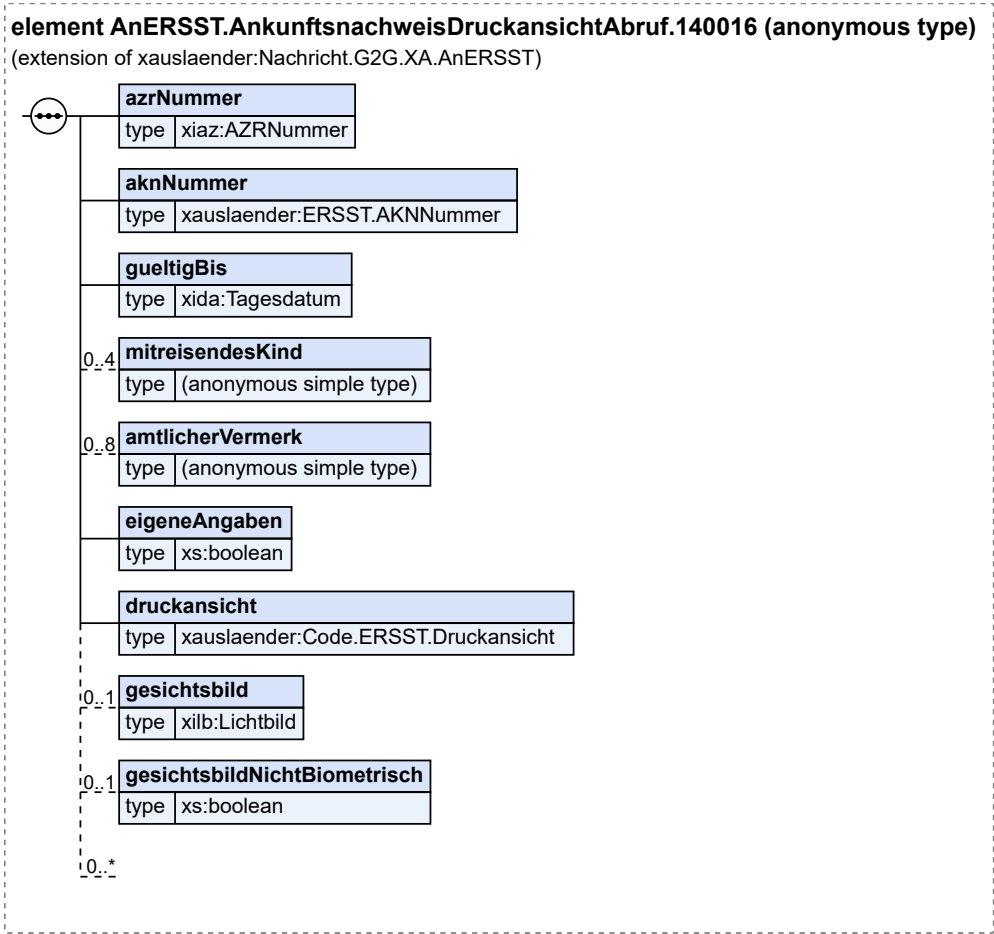 element AnERSST.AnkunftsnachweisDruckansichtAbruf.140016 (anonymous type)
(extension of xauslaender:Nachricht.G2G.XA.AnERSST)
azrNummer
type xiaz:AZRNummer
aknNummer
type xauslaender:ERSST.AKNNummer
gueltigBis
type xida:Tagesdatum
0..4 mitreisendesKind
type (anonymous simple type)
0..8 amtlicherVermerk
type (anonymous simple type)
eigeneAngaben
type xs:boolean
druckansicht
type xauslaender:Code.ERSST.Druckansicht
0..1 gesichtsbild
type xilb:Lichtbild
0..1 gesichtsbildNichtBiometrisch
type xs:boolean
0..*